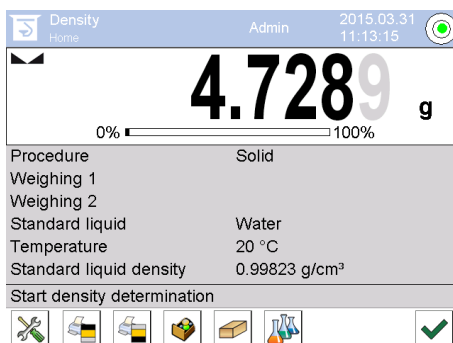 Density Admin 2015.03.31
Home 11:13:15
4.7289 g
0% 100%
Procedure Solid
Weighing 1
Weighing 2
Standard liquid Water
Temperature 20 °C
Standard liquid density 0.99823 g/cm³
Start density determination